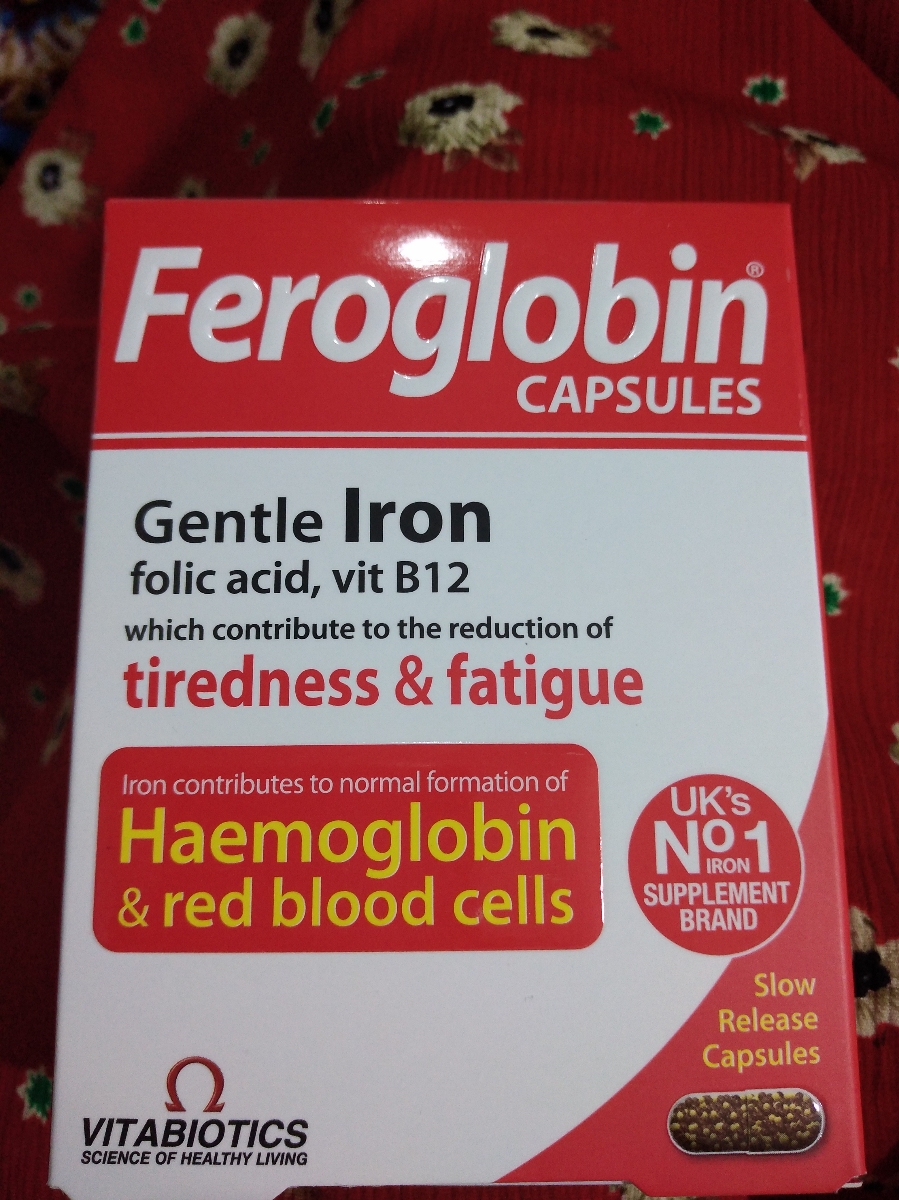 Feroglobin®
CAPSULES
Gentle Iron
folic acid, vit B12
which contribute to the reduction of
tiredness & fatigue
Iron contributes to normal formation of
Haemoglobin
& red blood cells
UK's
No 1
IRON
SUPPLEMENT
BRAND
Slow
Release
Capsules
VITABIOTICS
SCIENCE OF HEALTHY LIVING